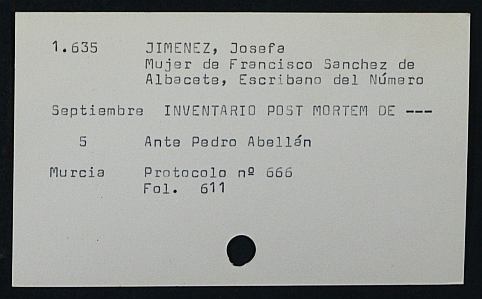 1.635 JIMENEZ, Josefa
Mujer de Francisco Sanchez de
Albacete, Escribano del Número
Septiembre INVENTARIO POST MORTEM DE ---
5 Ante Pedro Abellán
Murcia Protocolo nº 666
Fol. 611